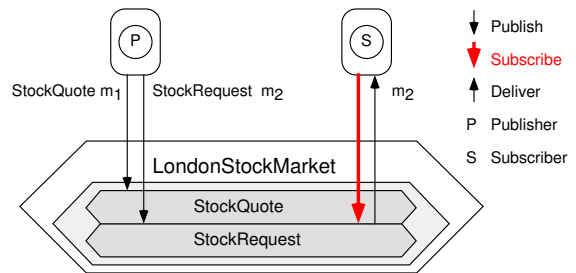 P
S
Publish
Subscribe
Deliver
P Publisher
S Subscriber
StockQuote m1
StockRequest m2
m2
LondonStockMarket
StockQuote
StockRequest